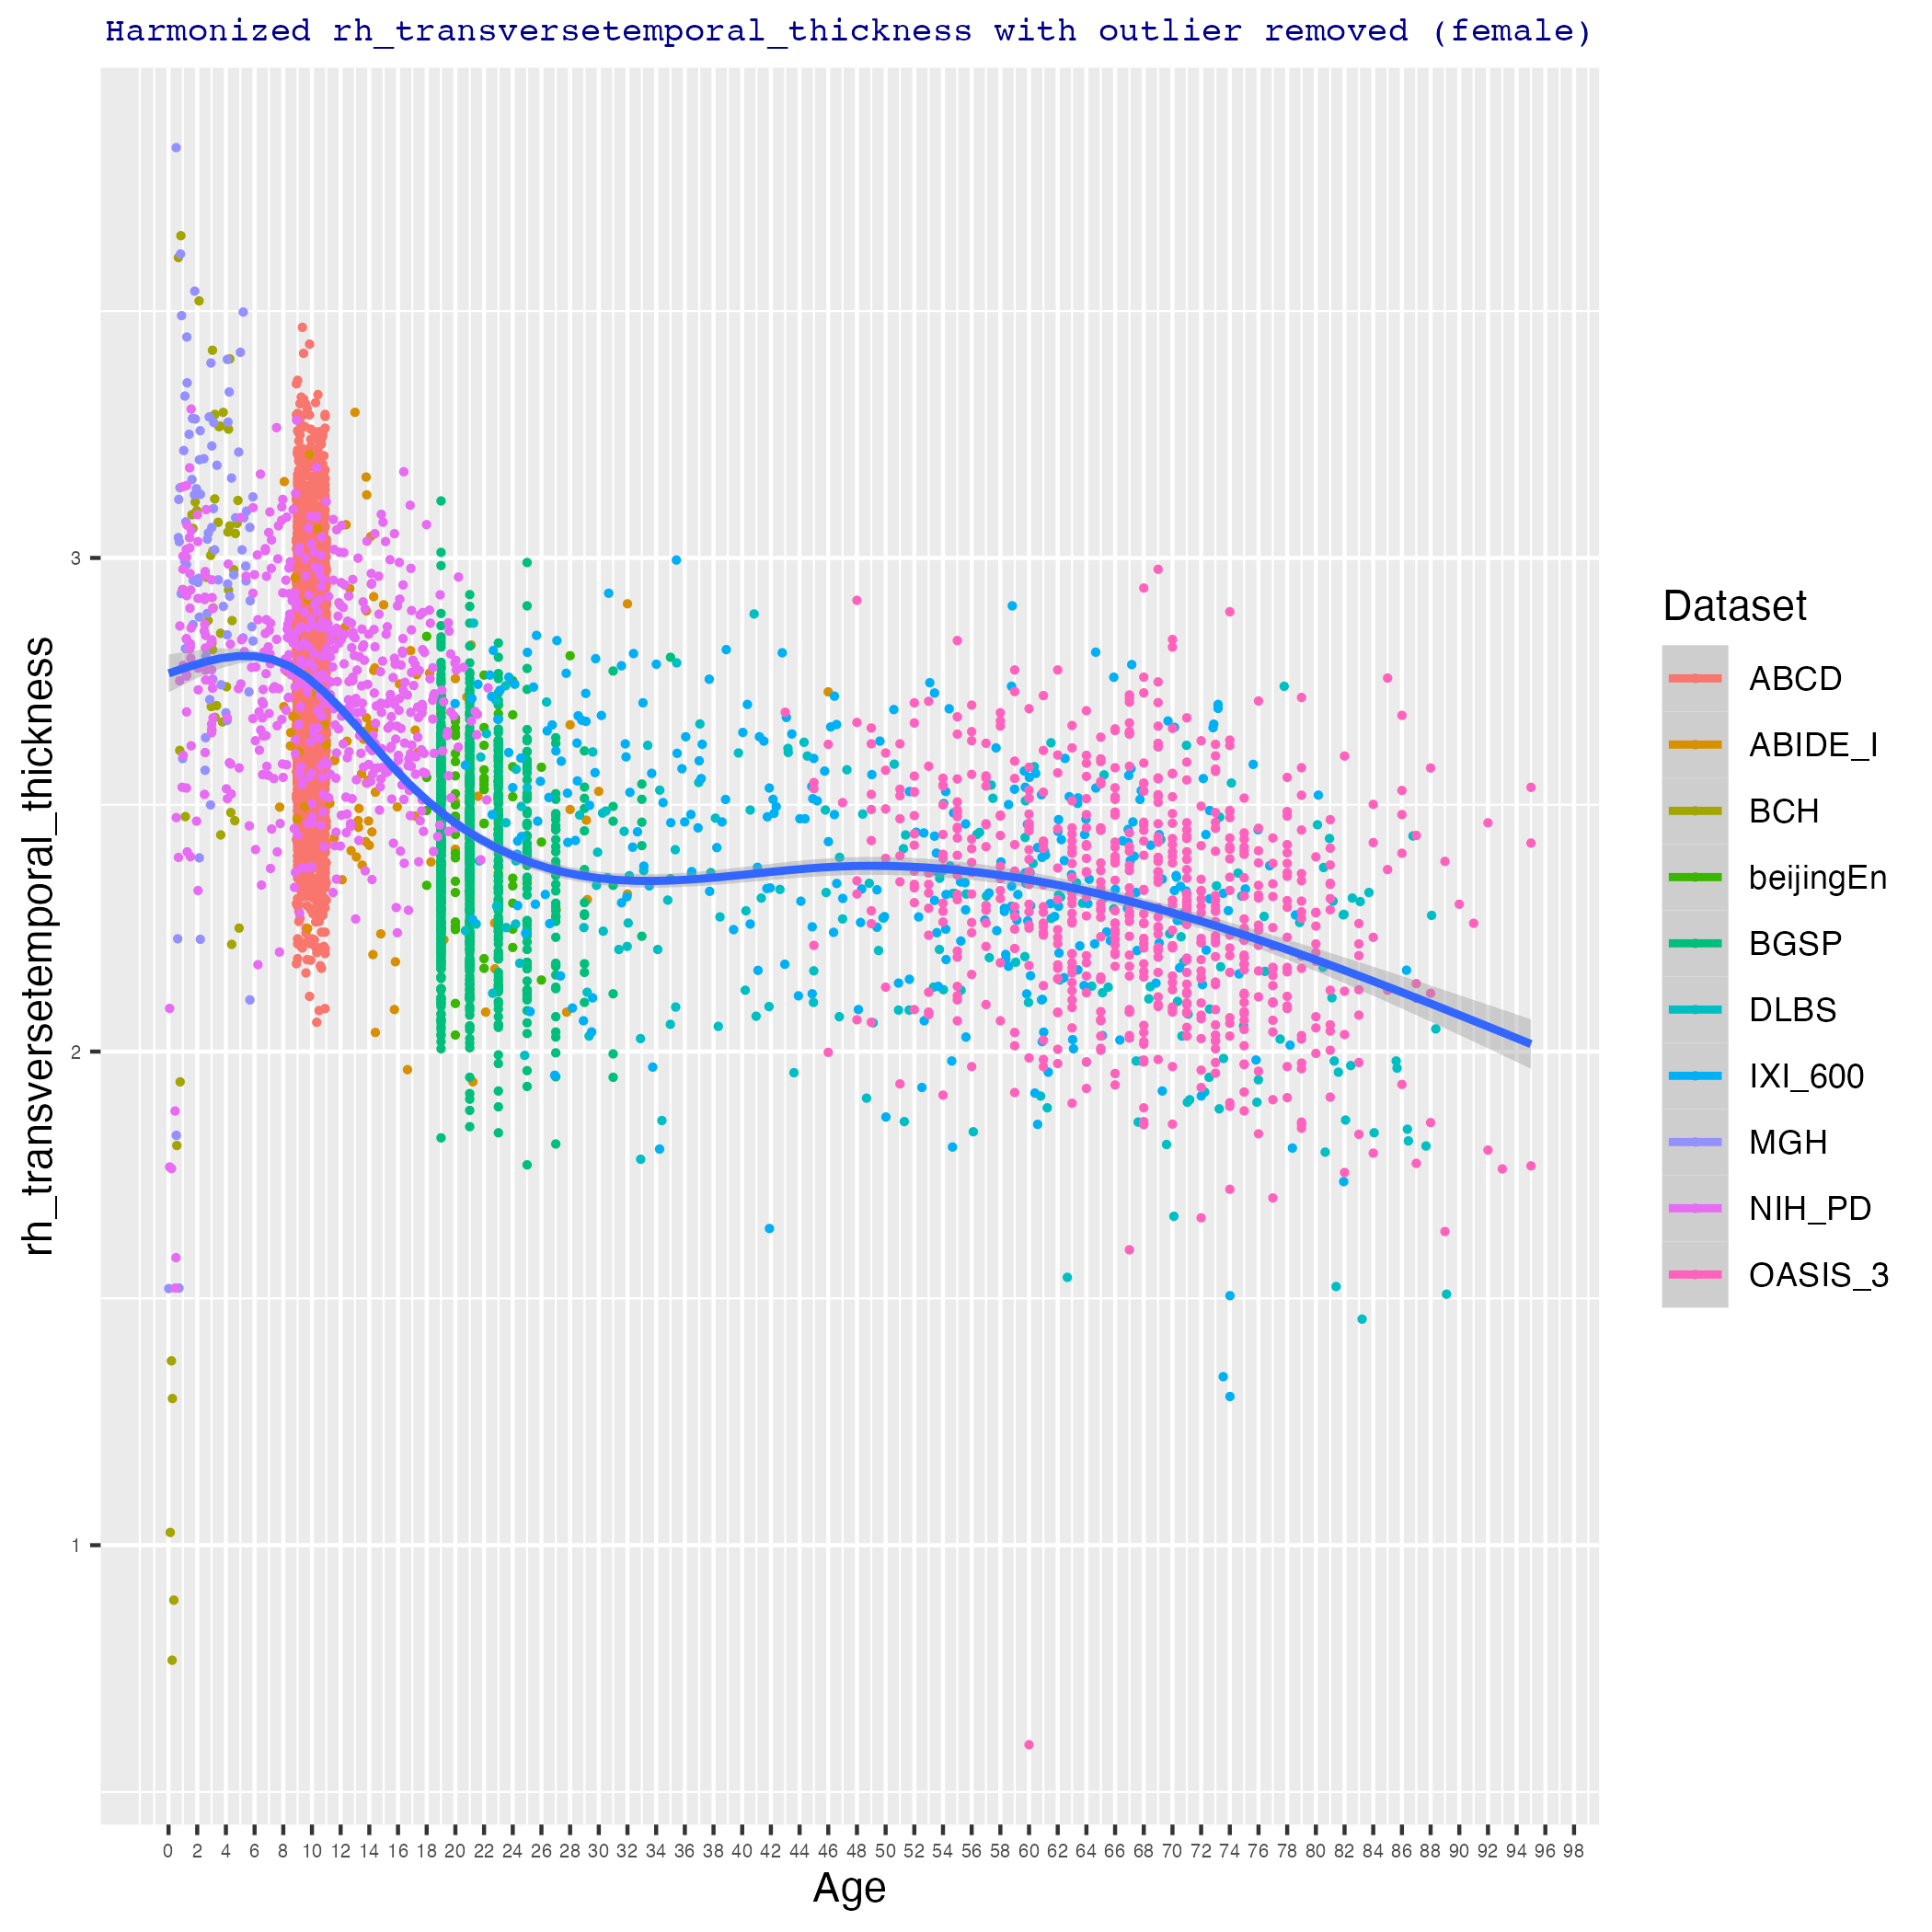 Harmonized rh_transversetemporal_thickness with outlier removed (female)
rh_transversetemporal_thickness
3
2
1
0 2 4 6 8 10 12 14 16 18 20 22 24 26 28 30 32 34 36 38 40 42 44 46 48 50 52 54 56 58 60 62 64 66 68 70 72 74 76 78 80 82 84 86 88 90 92 94 96 98
Age
Dataset
ABCD
ABIDE_I
BCH
beijingEn
BGSP
DLBS
IXI_600
MGH
NIH_PD
OASIS_3